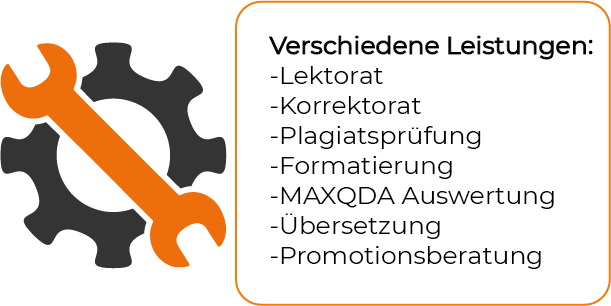 Verschiedene Leistungen:
-Lektorat
-Korrektorat
-Plagiatsprüfung
-Formatierung
-MAXQDA Auswertung
-Übersetzung
-Promotionsberatung